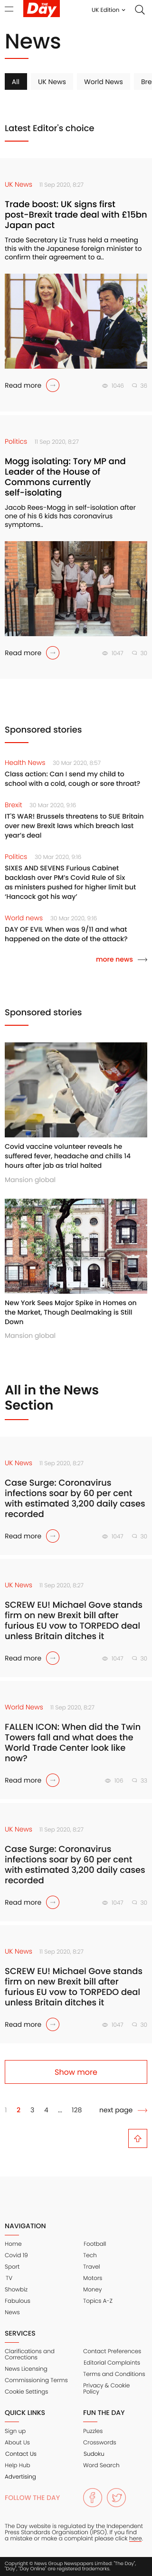 The
Day
UK Edition
News
All
UK News
World News
Bre
Latest Editor's choice
UK News
11 Sep 2020, 8:27
Trade boost: UK signs first
post-Brexit trade deal with £15bn
Japan pact
Trade Secretary Liz Truss held a meeting
with the Japanese foreign minister to
confirm their agreement to a..
Read more
1046
36
Politics
11 Sep 2020, 8:27
Mogg isolating: Tory MP and
Leader of the House of
Commons currently
self-isolating
Jacob Rees-Mogg in self-isolation after
one of his 6 kids has coronavirus
symptoms..
Read more
1047
30
Sponsored stories
Health News
30 Mar 2020, 8:57
Class action: Can I send my child to
school with a cold, cough or sore throat?
Brexit
30 Mar 2020, 9:16
IT'S WAR! Brussels threatens to SUE Britain
over new Brexit laws which breach last
year's deal
Politics
30 Mar 2020, 9:16
SIXES AND SEVENS Furious Cabinet
backlash over PM's Covid Rule of Six
as ministers pushed for higher limit but
'Hancock got his way'
World news
30 Mar 2020, 9:16
DAY OF EVIL When was 9/11 and what
happened on the date of the attack?
more news
Sponsored stories
Covid vaccine volunteer reveals he
suffered fever, headache and chills 14
hours after jab as trial halted
Mansion global
New York Sees Major Spike in Homes on
the Market, Though Dealmaking is Still
Down
Mansion global
All in the News
Section
UK News
11 Sep 2020, 8:27
Case Surge: Coronavirus
infections soar by 60 per cent
with estimated 3,200 daily cases
recorded
Read more
1047
30
UK News
11 Sep 2020, 8:27
SCREW EU! Michael Gove stands
firm on new Brexit bill after
furious EU vow to TORPEDO deal
unless Britain ditches it
Read more
1047
30
World News
11 Sep 2020, 8:27
FALLEN ICON: When did the Twin
Towers fall and what does the
World Trade Center look like
now?
Read more
108
33
UK News
11 Sep 2020, 8:27
Case Surge: Coronavirus
infections soar by 60 per cent
with estimated 3,200 daily cases
recorded
Read more
1047
30
UK News
11 Sep 2020, 8:27
SCREW EU! Michael Gove stands
firm on new Brexit bill after
furious EU vow to TORPEDO deal
unless Britain ditches it
Read more
1047
30
Show more
1 2 3 4 ... 128
next page
NAVIGATION
Home
Covid 19
Sport
TV
Showbiz
Fabulous
News
Football
Tech
Travel
Motors
Money
Topics A-Z
SERVICES
Clarifications and
Corrections
News Licensing
Commissioning Terms
Cookie Settings
Contact Preferences
Editorial Complaints
Terms and Conditions
Privacy & Cookie
Policy
QUICK LINKS
Sign up
About Us
Contact Us
Help Hub
Advertising
FUN THE DAY
Puzzles
Crosswords
Sudoku
Word Search
FOLLOW THE DAY
The Day website is regulated by the Independent
Press Standards Organisation (IPSO). If you find
a mistake or make a complaint please click here.
Copyright © News Group Newspapers Limited. "The Day",
"Day", "Day Online" are registered trademarks.